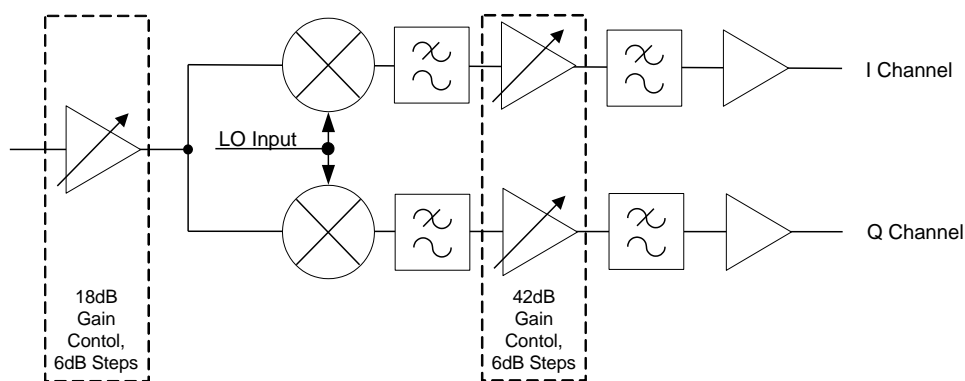 I Channel
LO Input
Q Channel
18dB
Gain
Contol,
6dB Steps
42dB
Gain
Contol,
6dB Steps